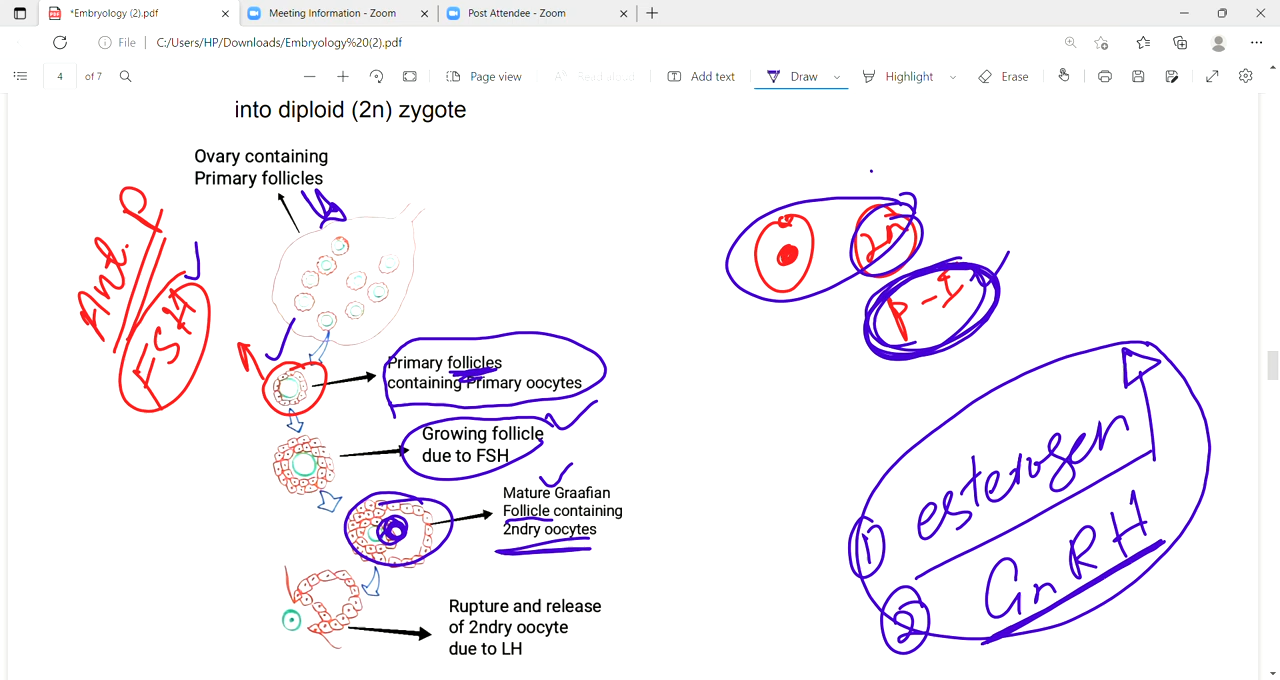 *Embryology (2).pdf
Meeting Information - Zoom
Post Attendee - Zoom
File
C:/Users/HP/Downloads/Embryology%20(2).pdf
4 of 7
Page view
Read aloud
Add text
Draw
Highlight
Erase
into diploid (2n) zygote
Ovary containing
Primary follicles
Ant. P
FSH
2n
P-I
Primary follicles
containing Primary oocytes
Growing follicle
due to FSH
Mature Graafian
Follicle containing
2ndry oocytes
Rupture and release
of 2ndry oocyte
due to LH
1 esterogen
2 GnRH